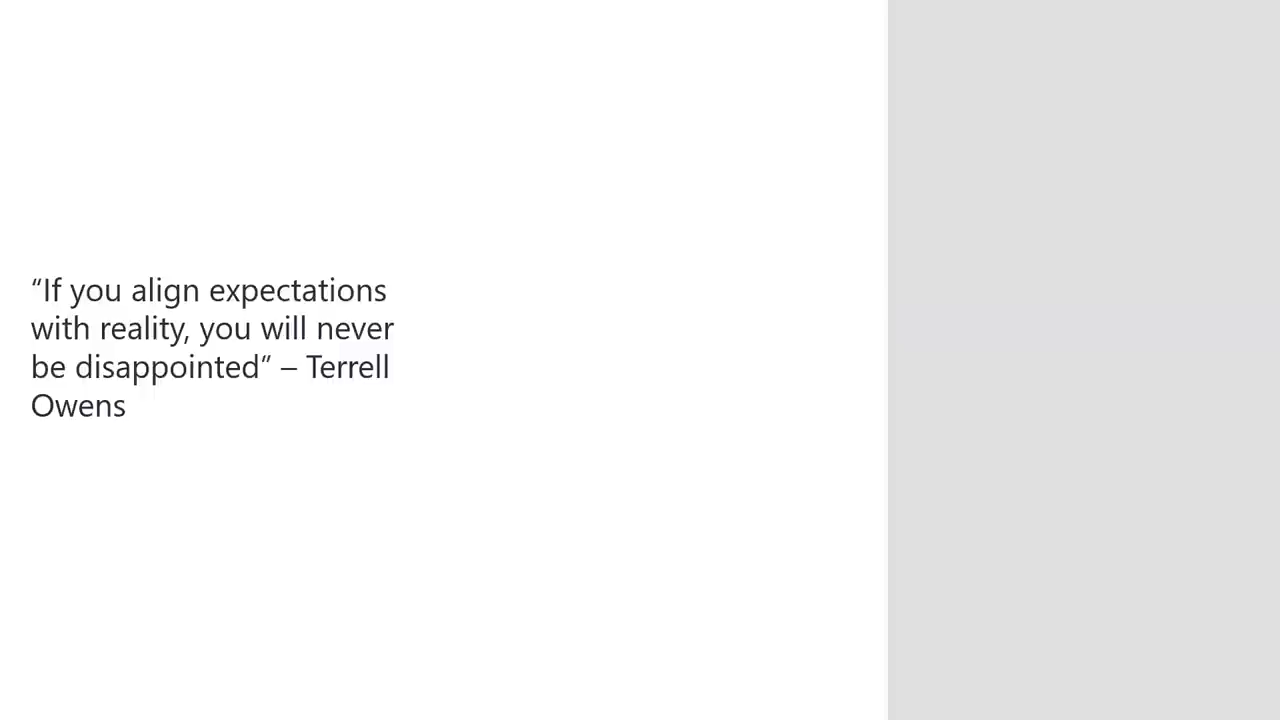 “If you align expectations
with reality, you will never
be disappointed” – Terrell
Owens